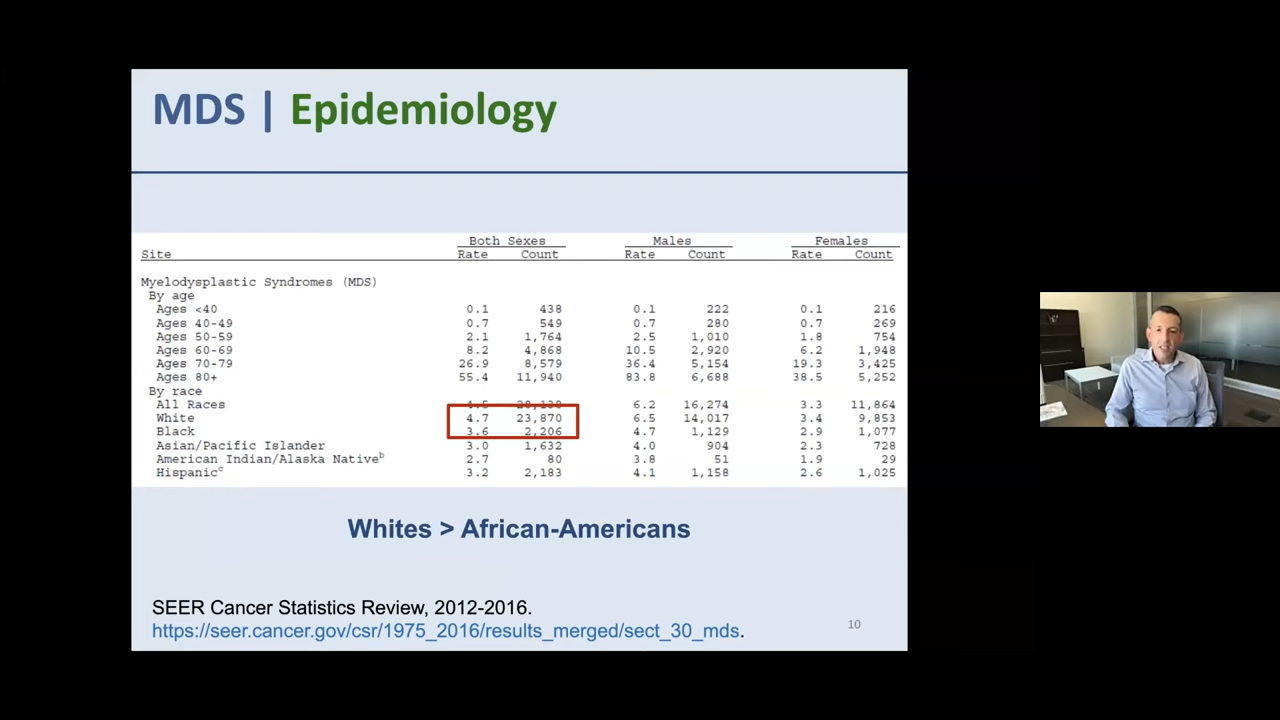 MDS | Epidemiology
Both Sexes Males Females
Site Rate Count Rate Count Rate Count
Myelodysplastic Syndromes (MDS)
By age
Ages <40 0.1 438 0.1 222 0.1 216
Ages 40-49 0.7 549 0.7 280 0.7 269
Ages 50-59 2.1 1,764 2.5 1,010 1.8 754
Ages 60-69 8.2 4,868 10.5 2,920 6.2 1,948
Ages 70-79 26.9 8,579 36.4 5,154 19.3 3,425
Ages 80+ 55.4 11,940 83.8 6,688 38.5 5,252
By race
All Races 4.5 28,138 6.2 16,274 3.3 11,864
White 4.7 23,870 6.5 14,017 3.4 9,853
Black 3.6 2,206 4.7 1,129 2.9 1,077
Asian/Pacific Islander 3.0 1,632 4.0 904 2.3 728
American Indian/Alaska Native^b 2.7 80 3.8 51 1.9 29
Hispanic^c 3.2 2,183 4.1 1,158 2.6 1,025
Whites > African-Americans
SEER Cancer Statistics Review, 2012-2016.
https://seer.cancer.gov/csr/1975_2016/results_merged/sect_30_mds.
10